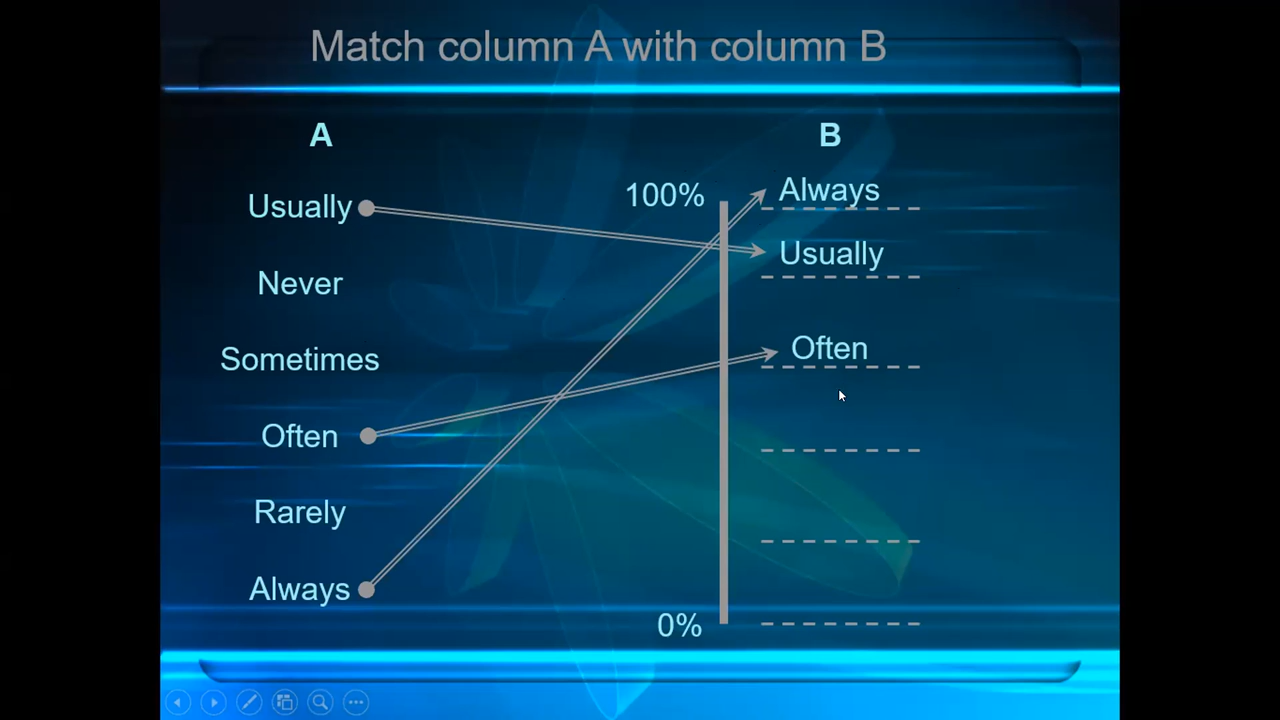 Match column A with column B
A
B
Usually
Never
Sometimes
Often
Rarely
Always
100%
0%
Always
Usually
Often